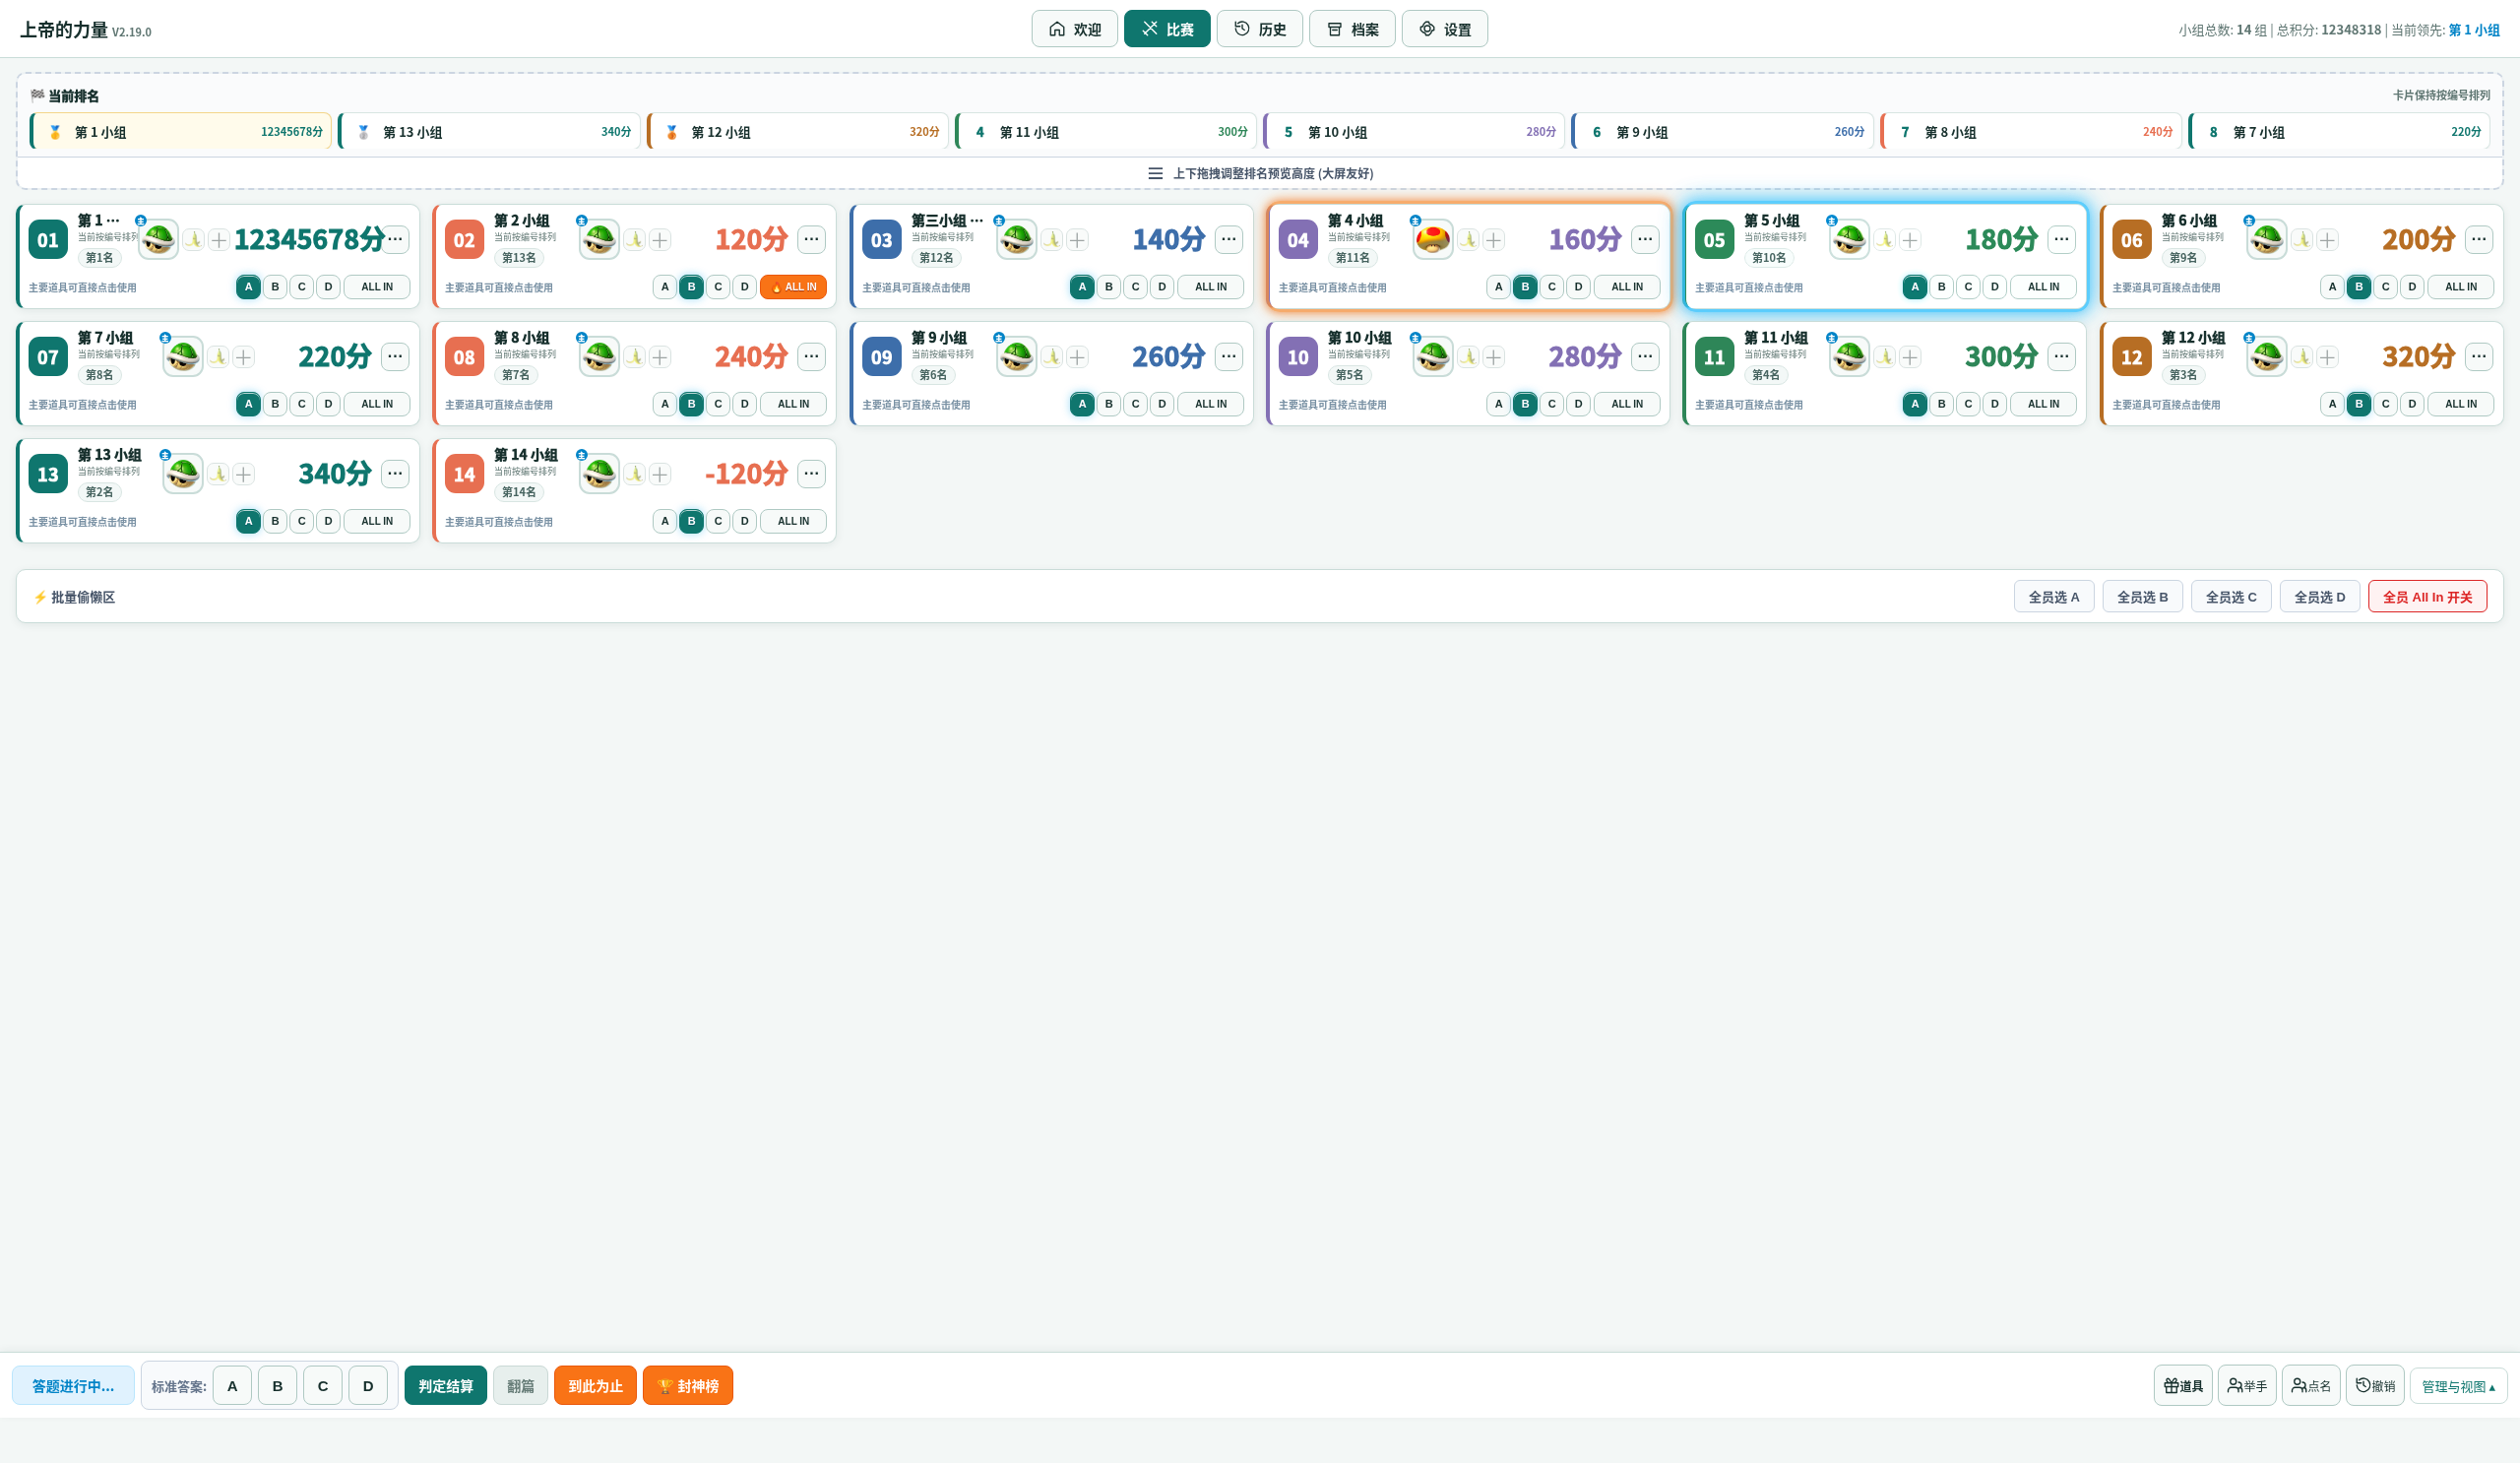 上帝的力量 V2.19.0
欢迎
比赛
历史
档案
设置
小组总数: 14 组 | 总积分: 12348318 | 当前领先: 第 1 小组
🏁 当前排名
卡片保持按编号排列
🥇 第 1 小组 12345678分
🥈 第 13 小组 340分
🥉 第 12 小组 320分
4 第 11 小组 300分
5 第 10 小组 280分
6 第 9 小组 260分
7 第 8 小组 240分
8 第 7 小组 220分
上下拖拽调整排名预览高度 (大屏友好)
01 第 1 … 当前按编号排列 第1名 主 12345678分 …
主要道具可直接点击使用 A B C D ALL IN
02 第 2 小组 当前按编号排列 第13名 主 120分 …
主要道具可直接点击使用 A B C D 🔥 ALL IN
03 第三小组 … 当前按编号排列 第12名 主 140分 …
主要道具可直接点击使用 A B C D ALL IN
04 第 4 小组 当前按编号排列 第11名 主 160分 …
主要道具可直接点击使用 A B C D ALL IN
05 第 5 小组 当前按编号排列 第10名 主 180分 …
主要道具可直接点击使用 A B C D ALL IN
06 第 6 小组 当前按编号排列 第9名 主 200分 …
主要道具可直接点击使用 A B C D ALL IN
07 第 7 小组 当前按编号排列 第8名 主 220分 …
主要道具可直接点击使用 A B C D ALL IN
08 第 8 小组 当前按编号排列 第7名 主 240分 …
主要道具可直接点击使用 A B C D ALL IN
09 第 9 小组 当前按编号排列 第6名 主 260分 …
主要道具可直接点击使用 A B C D ALL IN
10 第 10 小组 当前按编号排列 第5名 主 280分 …
主要道具可直接点击使用 A B C D ALL IN
11 第 11 小组 当前按编号排列 第4名 主 300分 …
主要道具可直接点击使用 A B C D ALL IN
12 第 12 小组 当前按编号排列 第3名 主 320分 …
主要道具可直接点击使用 A B C D ALL IN
13 第 13 小组 当前按编号排列 第2名 主 340分 …
主要道具可直接点击使用 A B C D ALL IN
14 第 14 小组 当前按编号排列 第14名 主 -120分 …
主要道具可直接点击使用 A B C D ALL IN
⚡ 批量偷懒区
全员选 A
全员选 B
全员选 C
全员选 D
全员 All In 开关
答题进行中...
标准答案: A B C D
判定结算
翻篇
到此为止
🏆 封神榜
道具
举手
点名
撤销
管理与视图 ▴